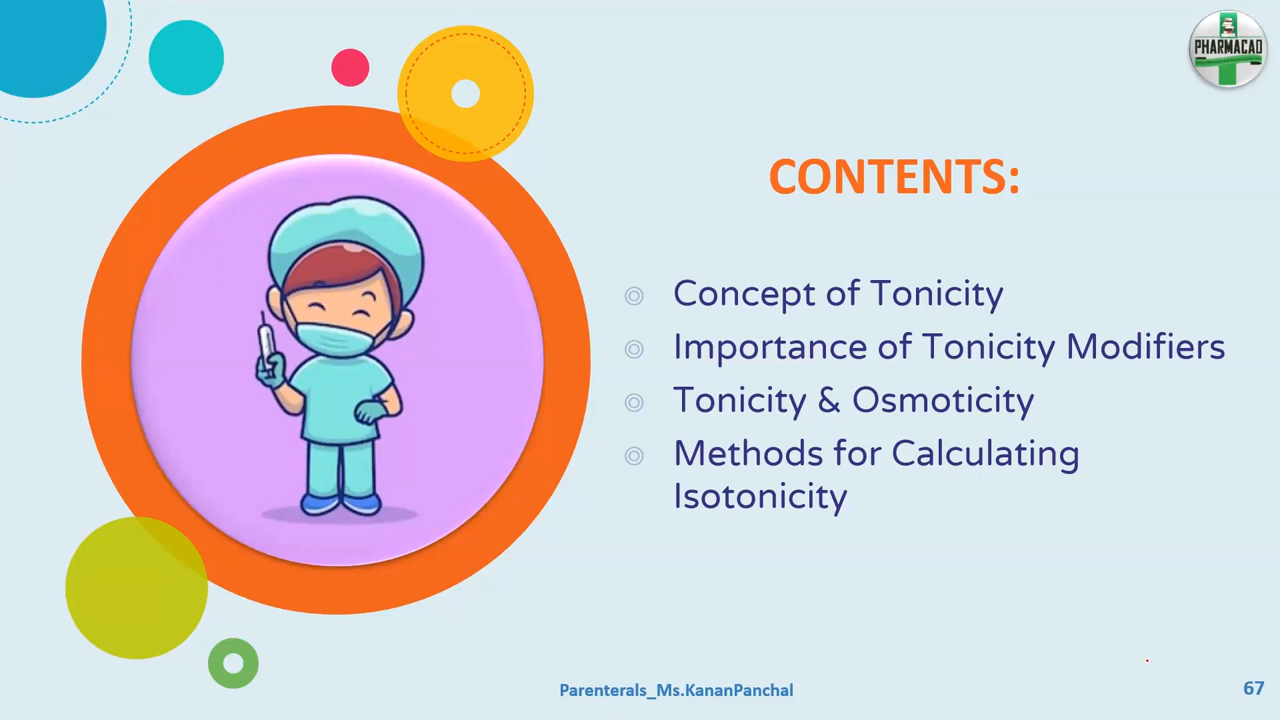 PHARMACAD
CONTENTS:
Concept of Tonicity
Importance of Tonicity Modifiers
Tonicity & Osmoticity
Methods for Calculating
Isotonicity
Parenterals_Ms.KananPanchal
67